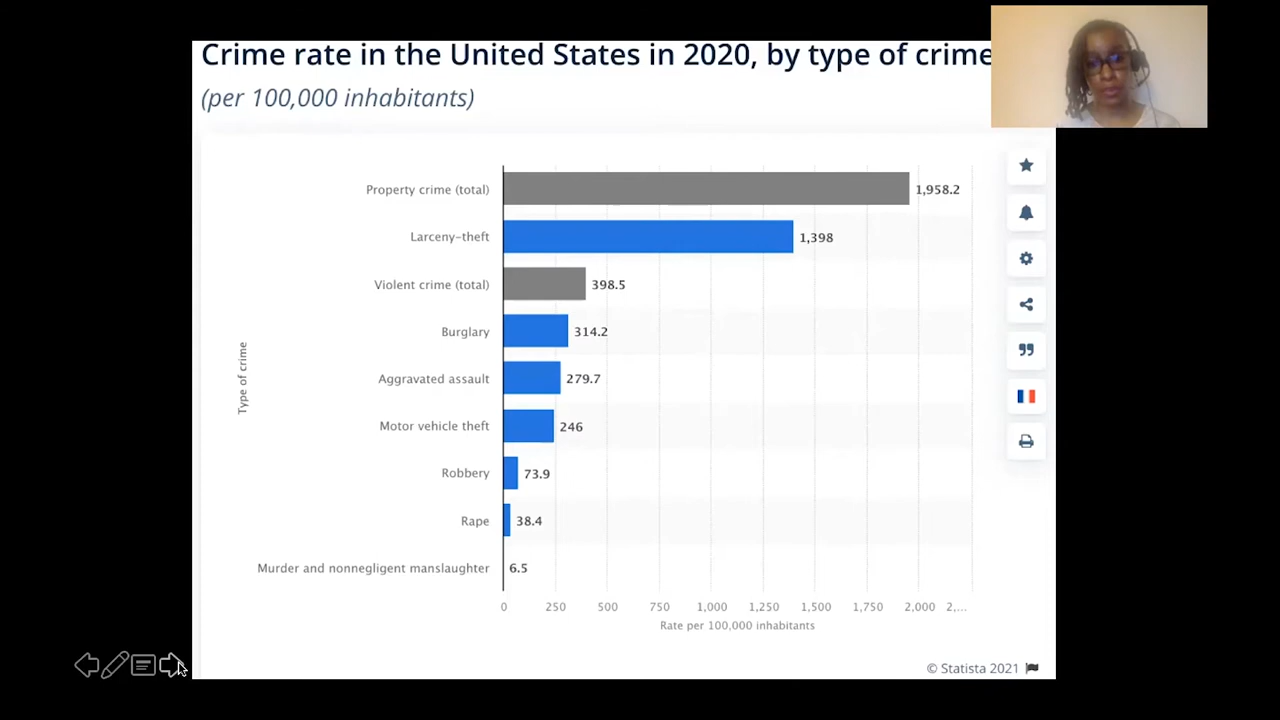 Crime rate in the United States in 2020, by type of crime
(per 100,000 inhabitants)
Type of crime
Property crime (total) 1,958.2
Larceny-theft 1,398
Violent crime (total) 398.5
Burglary 314.2
Aggravated assault 279.7
Motor vehicle theft 246
Robbery 73.9
Rape 38.4
Murder and nonnegligent manslaughter 6.5
0 250 500 750 1,000 1,250 1,500 1,750 2,000 2,...
Rate per 100,000 inhabitants
© Statista 2021